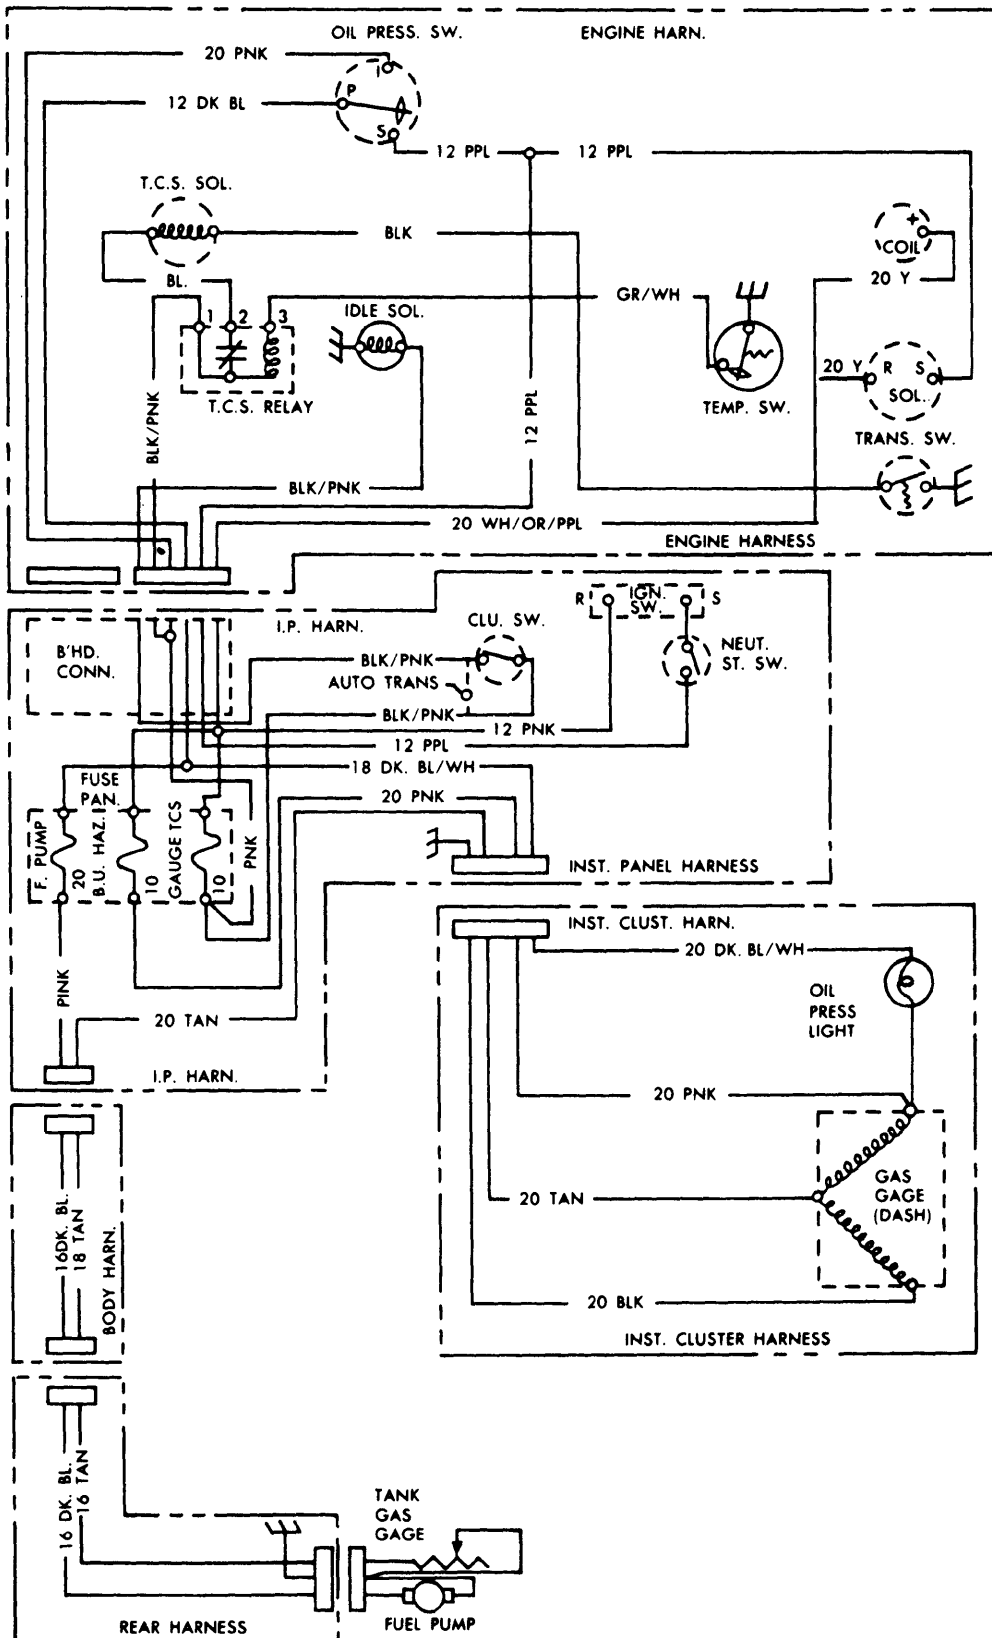 OIL PRESS. SW.
ENGINE HARN.
20 PNK
I
P
12 DK BL
S
12 PPL
12 PPL
T.C.S. SOL.
BLK
+
COIL
BL.
20 Y
GR/WH
1
2
3
IDLE SOL.
20 Y
R
S
SOL.
T.C.S. RELAY
TEMP. SW.
BLK/PNK
12 PPL
TRANS. SW.
BLK/PNK
20 WH/OR/PPL
ENGINE HARNESS
R
IGN.
SW.
S
I.P. HARN.
CLU. SW.
B'HD.
CONN.
NEUT.
ST. SW.
BLK/PNK
AUTO TRANS
BLK/PNK
12 PNK
12 PPL
18 DK. BL/WH
FUSE
PAN.
20 PNK
F. PUMP
20
B.U. HAZ.
10
GAUGE TCS
10
PNK
INST. PANEL HARNESS
INST. CLUST. HARN.
20 DK. BL/WH
PINK
OIL
PRESS
LIGHT
20 TAN
I.P. HARN.
20 PNK
16DK. BL.
18 TAN
BODY HARN.
GAS
GAGE
(DASH)
20 TAN
20 BLK
INST. CLUSTER HARNESS
16 DK. BL.
16 TAN
TANK
GAS
GAGE
REAR HARNESS
FUEL PUMP